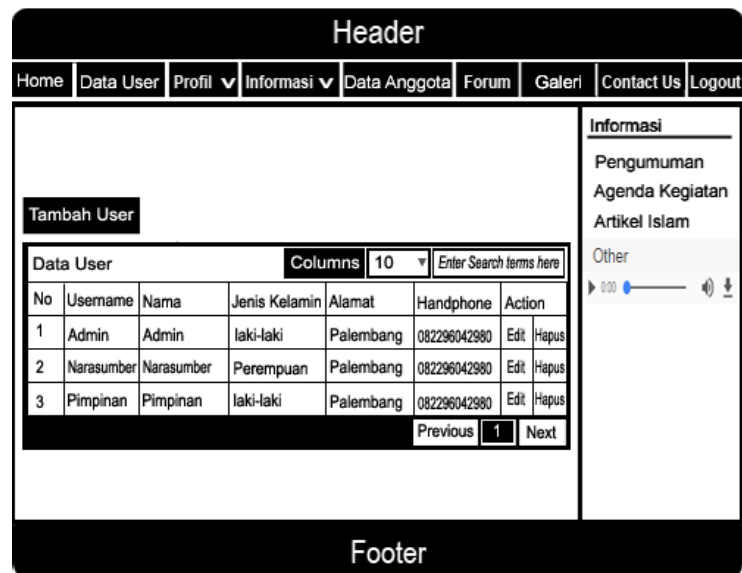 Header
Home Data User Profil Informasi Data Anggota Forum Galeri Contact Us Logout
Informasi
Pengumuman
Agenda Kegiatan
Artikel Islam
Other
0:00
Tambah User
Data User Columns 10 Enter Search terms here
No Username Nama Jenis Kelamin Alamat Handphone Action
1 Admin Admin laki-laki Palembang 082296042980 Edit Hapus
2 Narasumber Narasumber Perempuan Palembang 082296042980 Edit Hapus
3 Pimpinan Pimpinan laki-laki Palembang 082296042980 Edit Hapus
Previous 1 Next
Footer